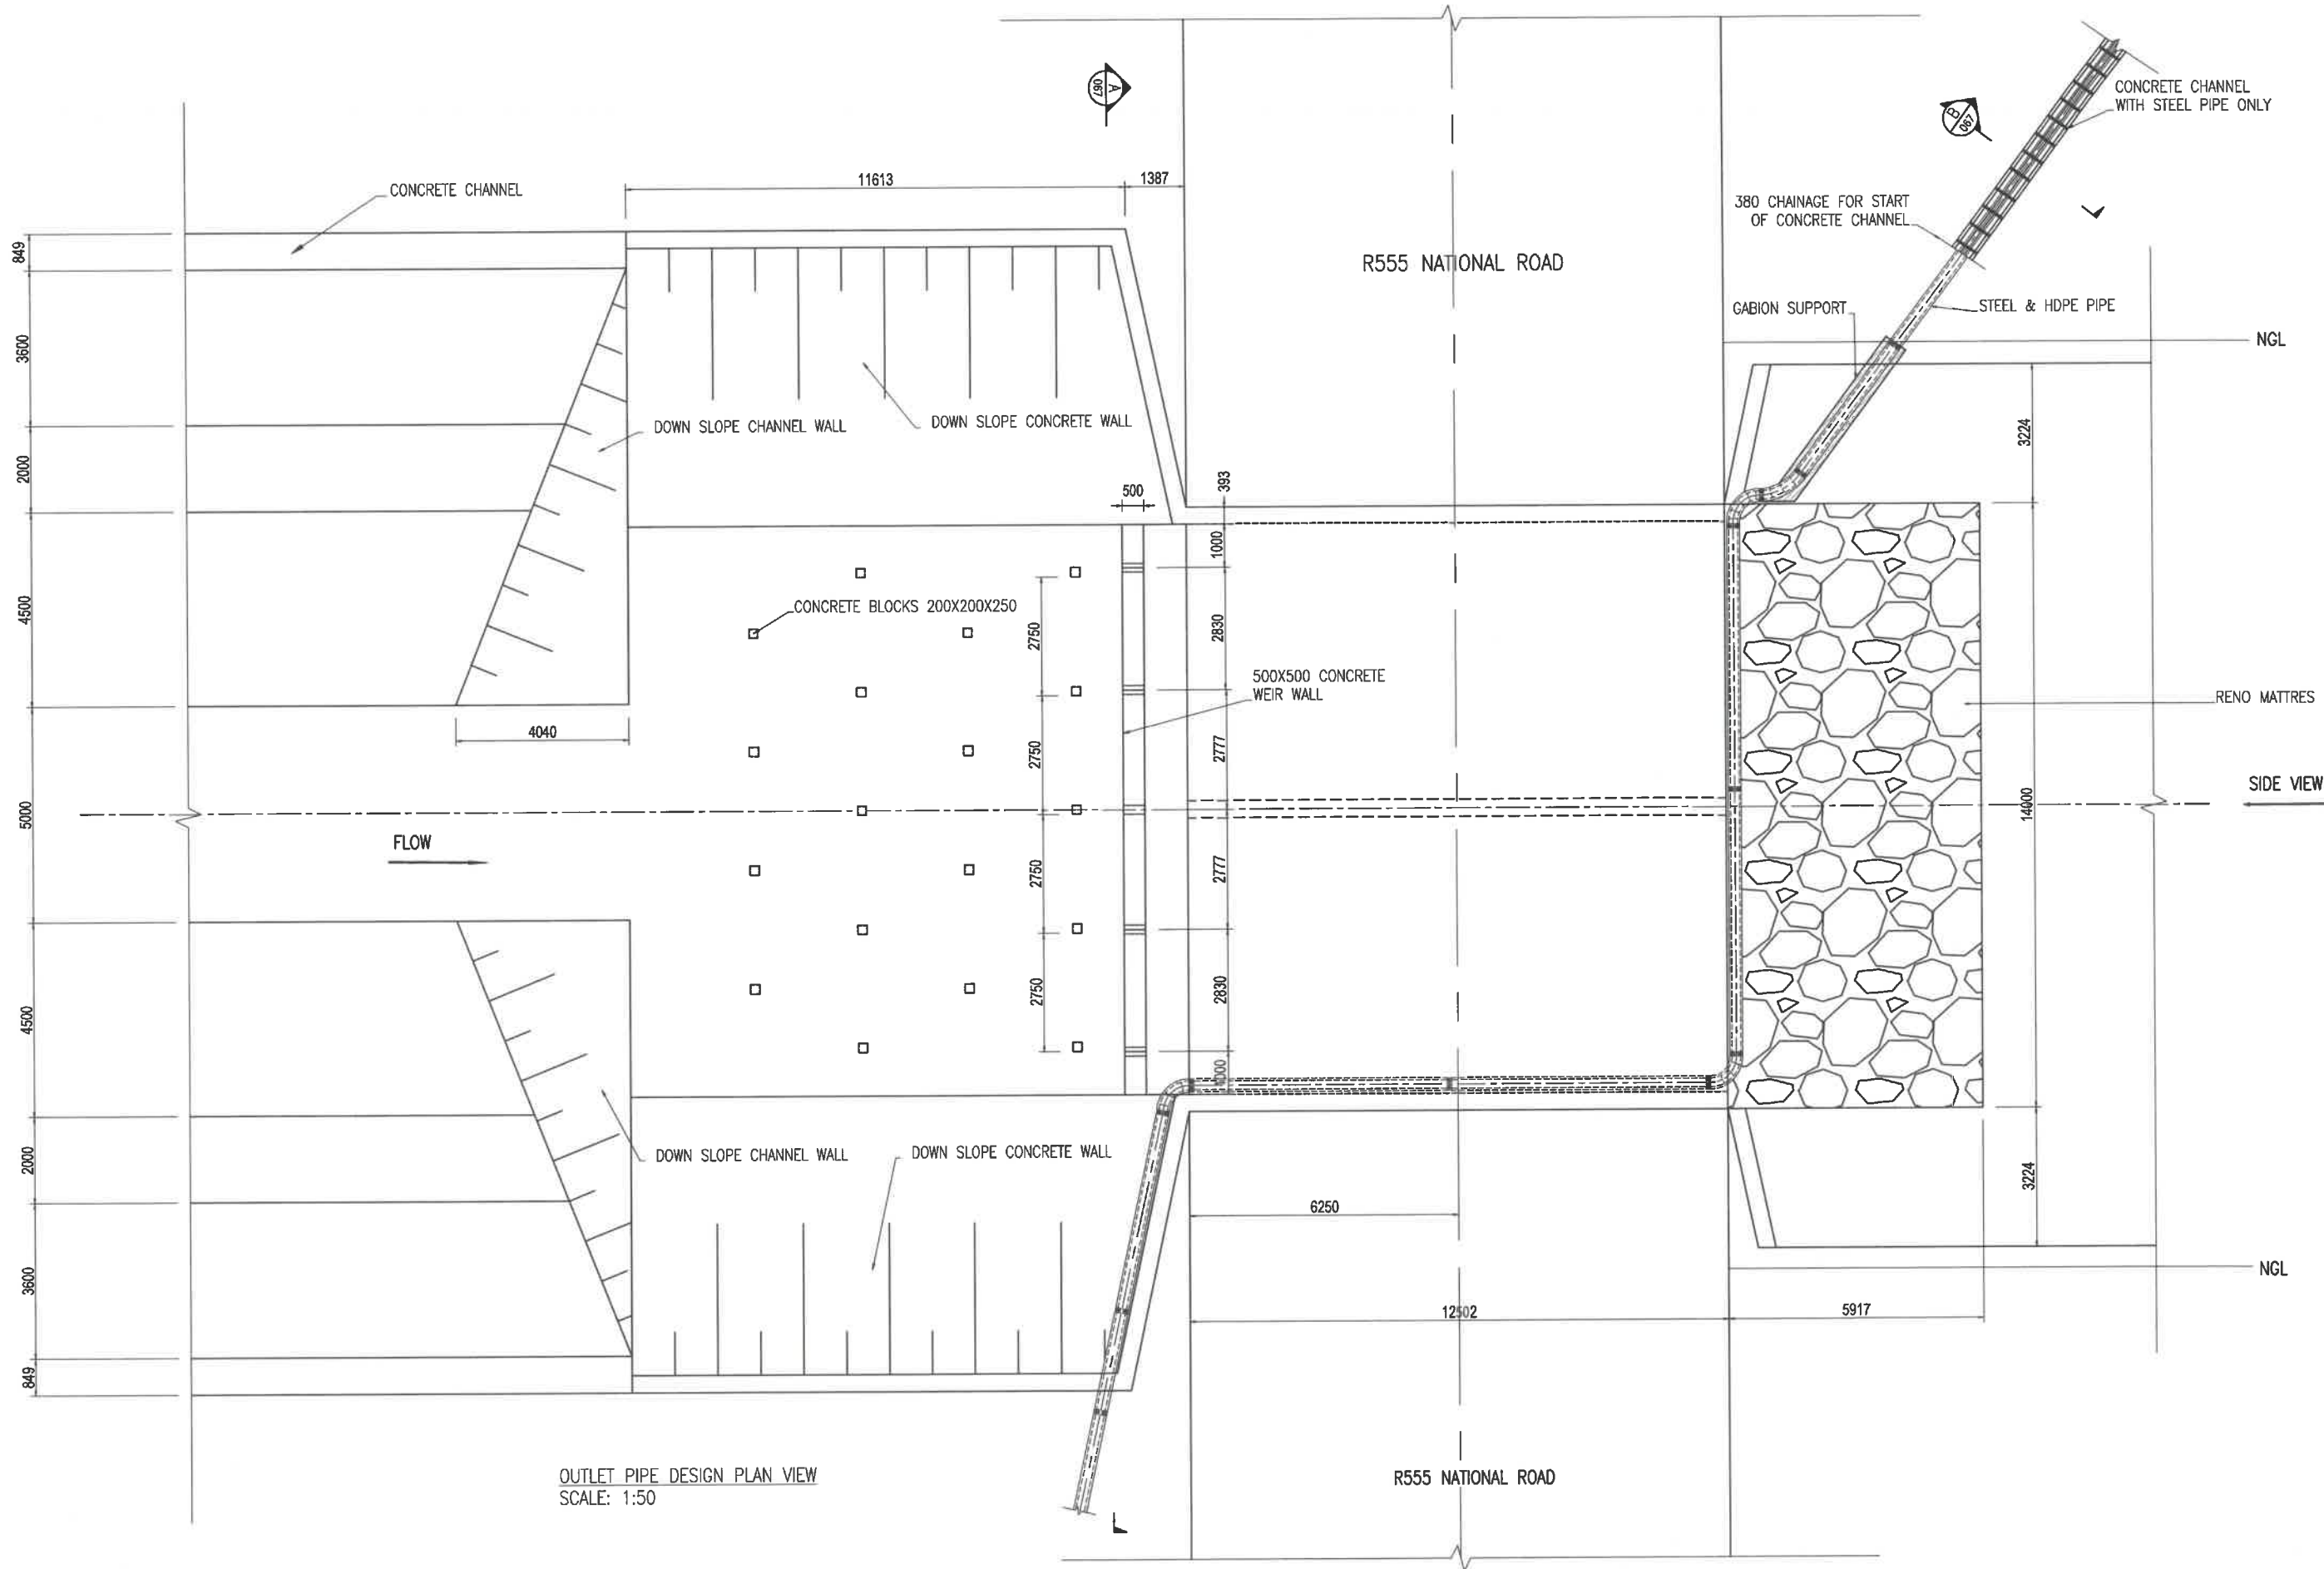 A
067
B
067
CONCRETE CHANNEL
WITH STEEL PIPE ONLY
11613
1387
CONCRETE CHANNEL
380 CHAINAGE FOR START
OF CONCRETE CHANNEL
849
R555 NATIONAL ROAD
GABION SUPPORT
STEEL & HDPE PIPE
NGL
3600
DOWN SLOPE CHANNEL WALL
DOWN SLOPE CONCRETE WALL
3224
2000
500
393
1000
4500
CONCRETE BLOCKS 200X200X250
2750
2830
500X500 CONCRETE
WEIR WALL
RENO MATTRES
4040
2750
2777
SIDE VIEW
5000
14000
FLOW
2750
2777
4500
2750
2830
1000
2000
DOWN SLOPE CHANNEL WALL
DOWN SLOPE CONCRETE WALL
3224
6250
3600
NGL
12502
5917
849
OUTLET PIPE DESIGN PLAN VIEW
SCALE: 1:50
R555 NATIONAL ROAD